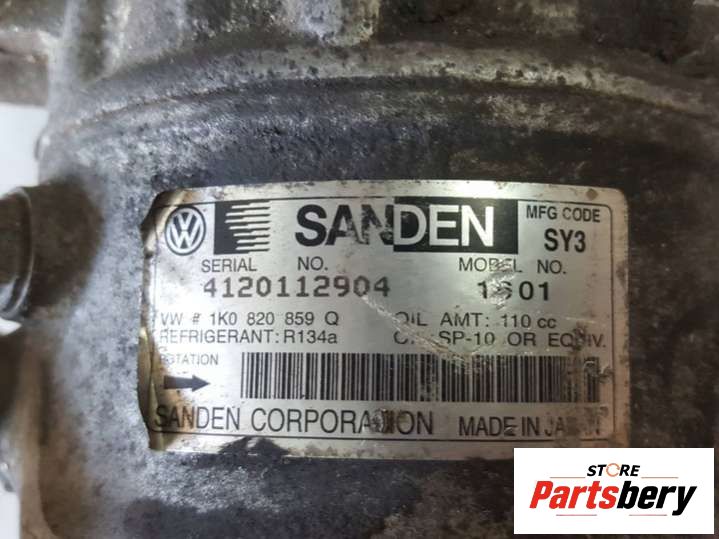 SANDEN
MFG CODE
SY3
SERIAL NO.
4120112904
MODEL NO.
VW # 1K0 820 859 Q
OIL AMT: 110 cc
REFRIGERANT: R134a
SP-10 OR EQUIV.
ROTATION
SANDEN CORPORATION
MADE IN JAPAN
STORE
Partsbery